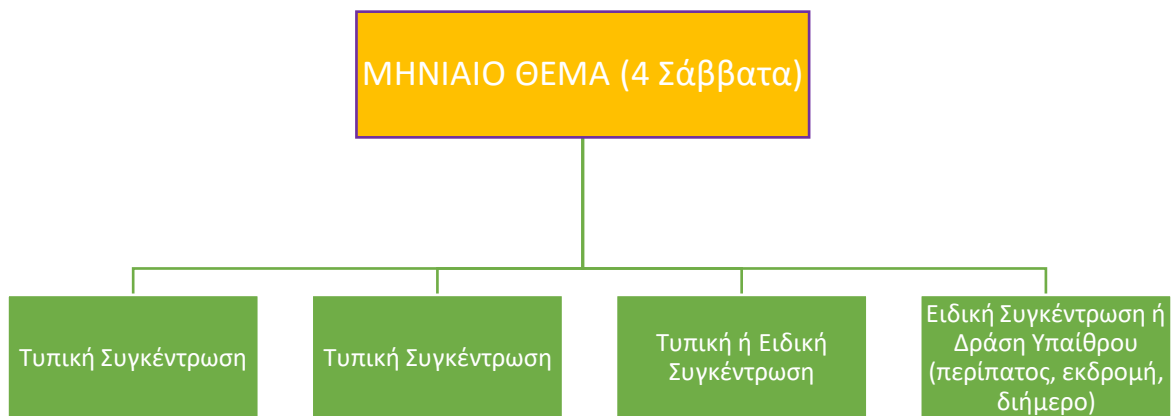 ΜΗΝΙΑΙΟ ΘΕΜΑ (4 Σάββατα)
Τυπική Συγκέντρωση
Τυπική Συγκέντρωση
Τυπική ή Ειδική
Συγκέντρωση
Ειδική Συγκέντρωση ή
Δράση Υπαίθρου
(περίπατος, εκδρομή,
διήμερο)